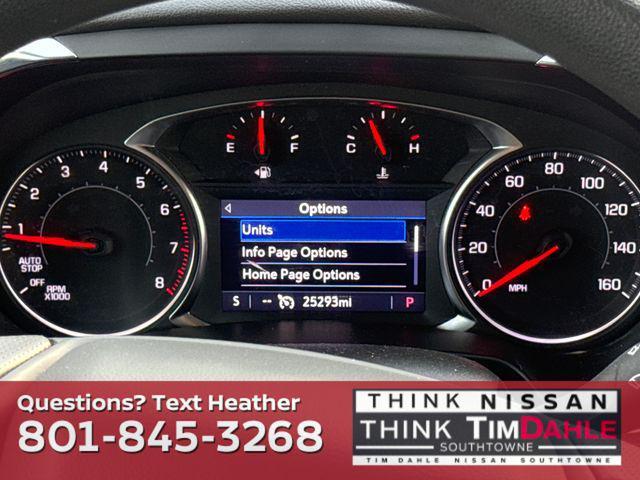 E F
C H
1 2 3 4 5 6 7 8
AUTO
STOP
OFF RPM
X1000
Options
Units
Info Page Options
Home Page Options
S -- 25293mi P
0 20 40 60 80 100 120 140 160
MPH
Questions? Text Heather
801-845-3268
THINK NISSAN
THINK TIMDAHLE
SOUTHTOWNE
TIM DAHLE NISSAN SOUTHTOWNE